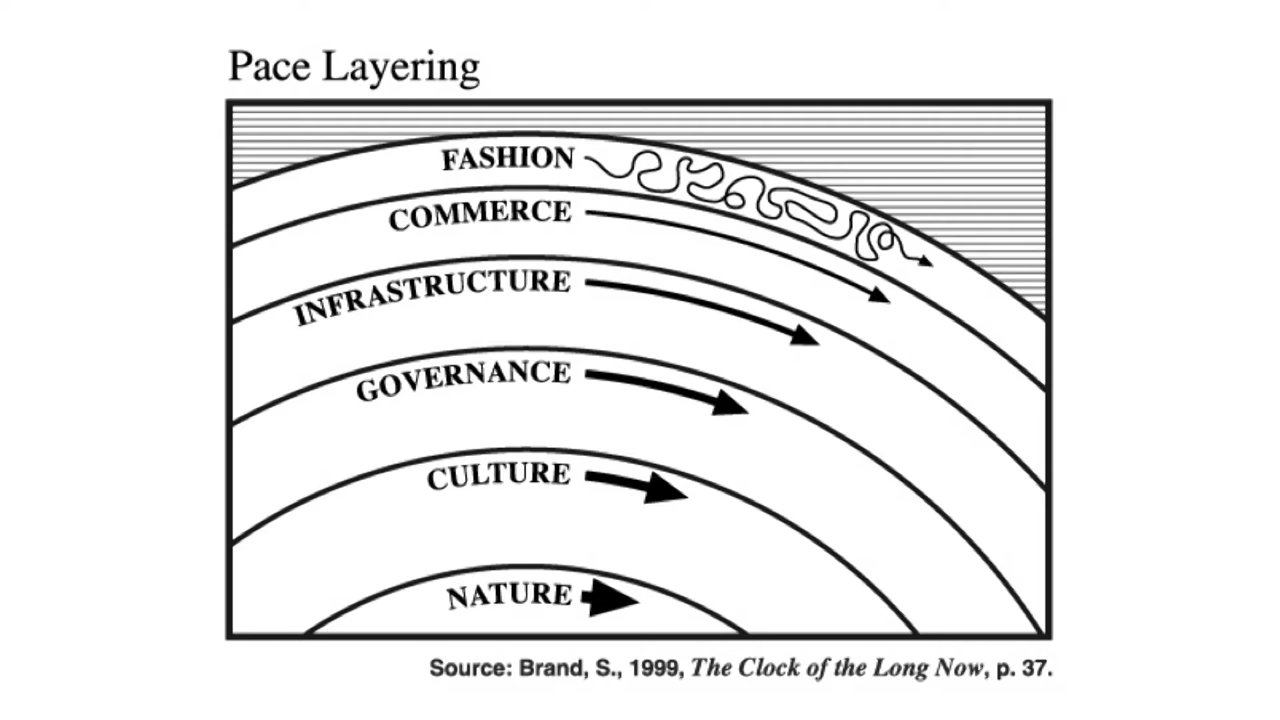 Pace Layering
FASHION
COMMERCE
INFRASTRUCTURE
GOVERNANCE
CULTURE
NATURE
Source: Brand, S., 1999, The Clock of the Long Now, p. 37.